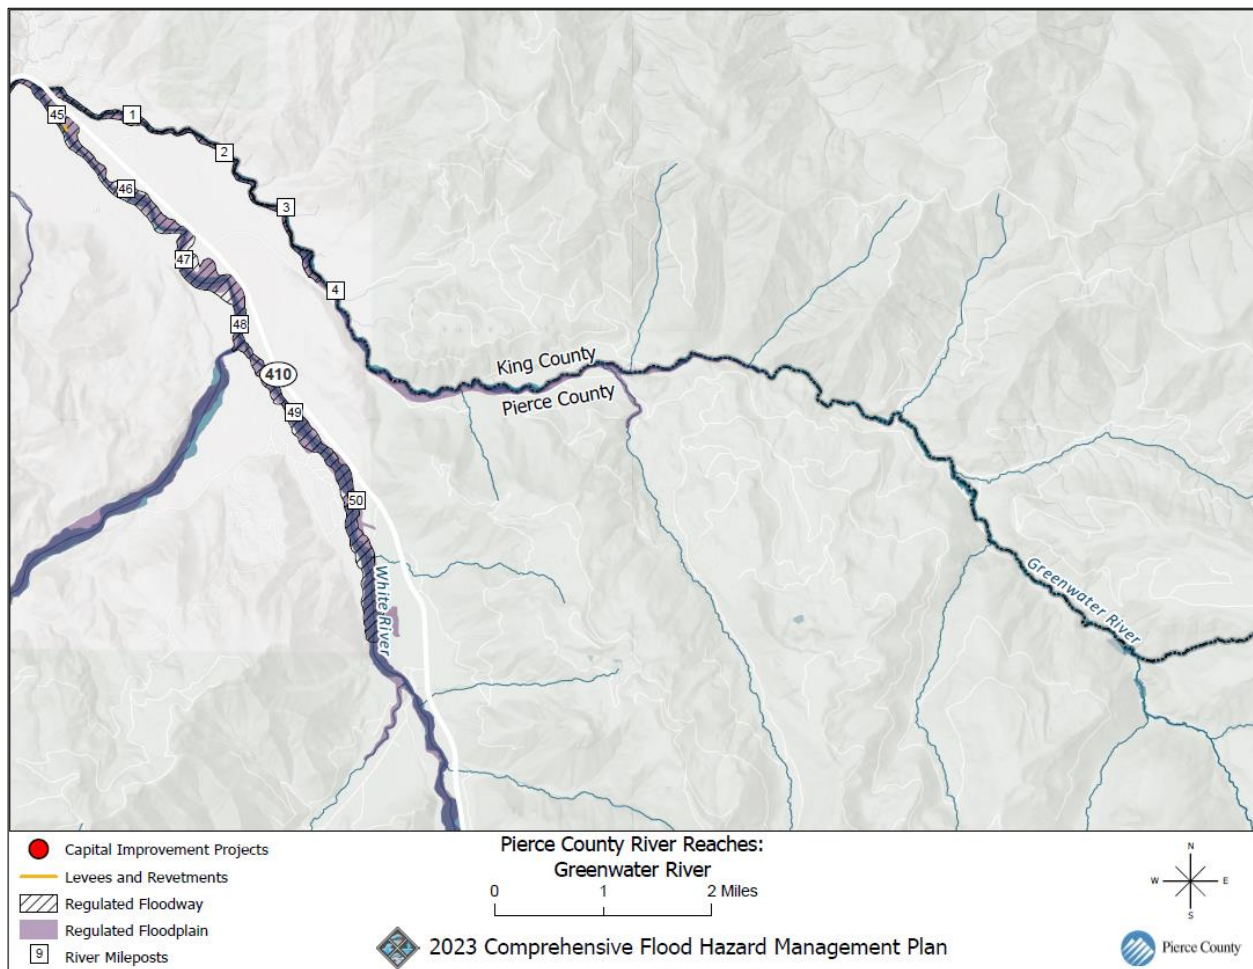 45
1
2
46
3
47
4
48
King County
410
Pierce County
49
50
White River
Greenwater River
Capital Improvement Projects
Levees and Revetments
Regulated Floodway
Regulated Floodplain
9 River Mileposts
Pierce County River Reaches:
Greenwater River
0 1 2 Miles
2023 Comprehensive Flood Hazard Management Plan
N
W E
S
Pierce County